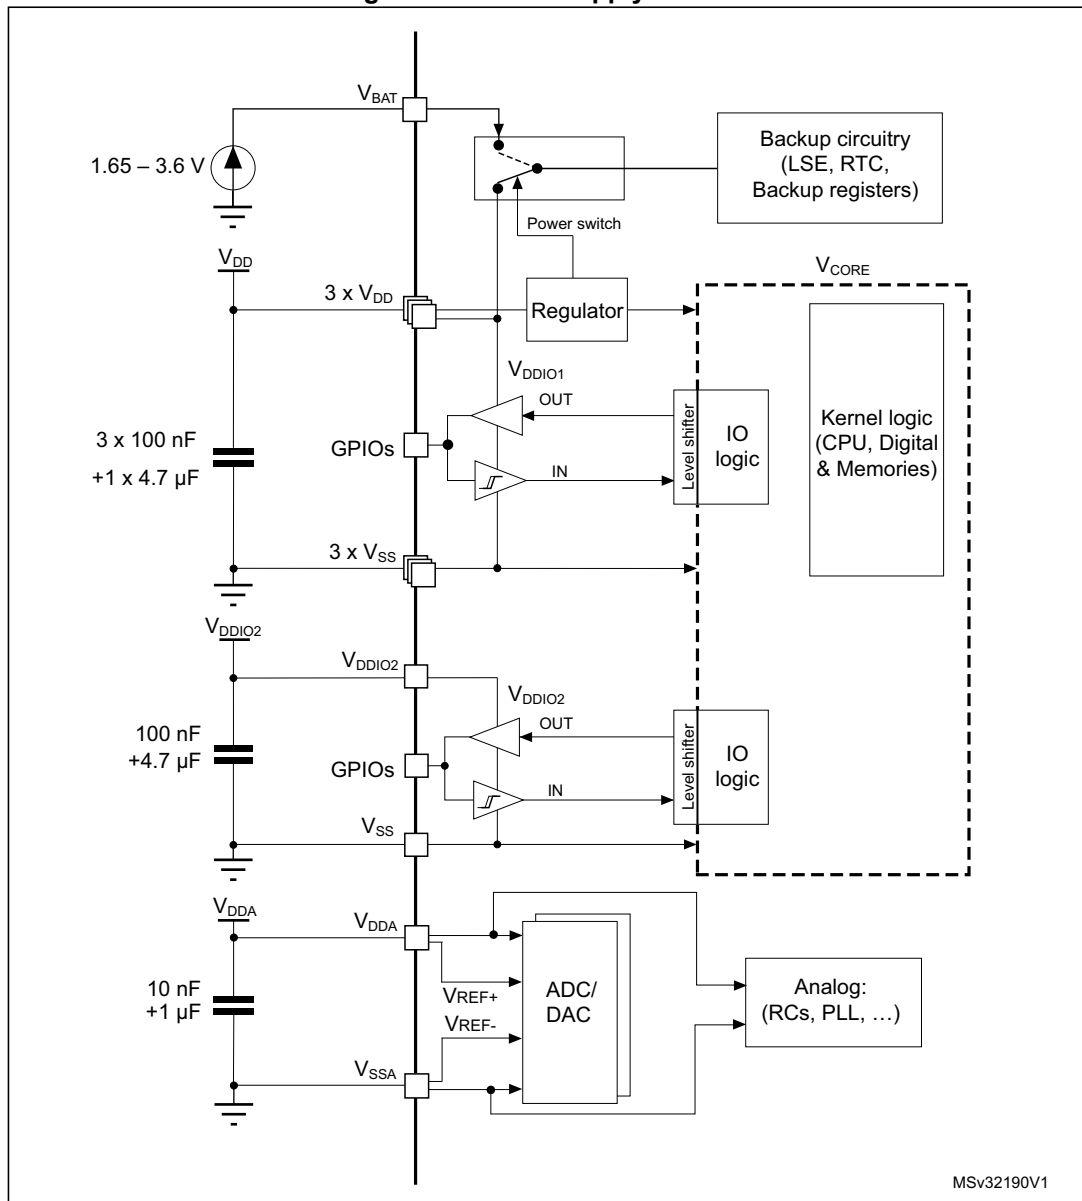 VBAT
1.65 – 3.6 V
Backup circuitry
(LSE, RTC,
Backup registers)
Power switch
VDD
3 x VDD
Regulator
VCORE
VDDIO1
OUT
3 x 100 nF
+1 x 4.7 µF
GPIOs
IN
Level shifter
IO
logic
Kernel logic
(CPU, Digital
& Memories)
3 x VSS
VDDIO2
VDDIO2
VDDIO2
OUT
100 nF
+4.7 µF
GPIOs
IN
Level shifter
IO
logic
VSS
VDDA
VDDA
10 nF
+1 µF
VREF+
VREF-
ADC/
DAC
Analog:
(RCs, PLL, …)
VSSA
MSv32190V1